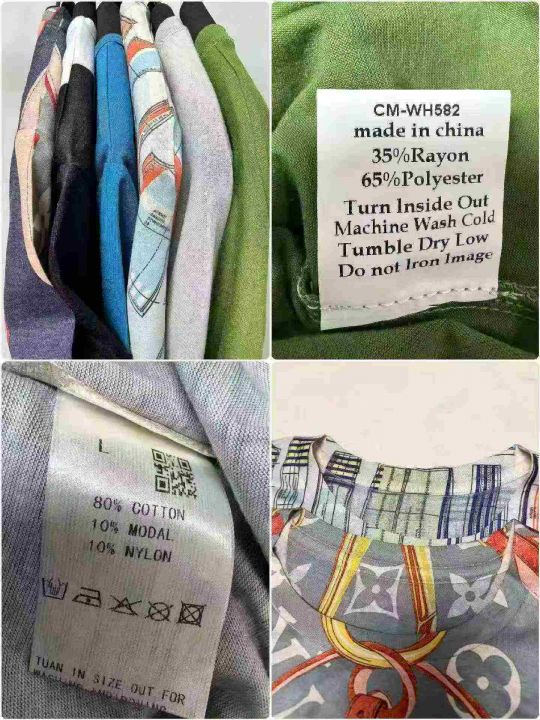 CM-WH582
made in china
35%Rayon
65%Polyester
Turn Inside Out
Machine Wash Cold
Tumble Dry Low
Do not Iron Image
L
80% COTTON
10% MODAL
10% NYLON
TUAN IN SIZE OUT FOR